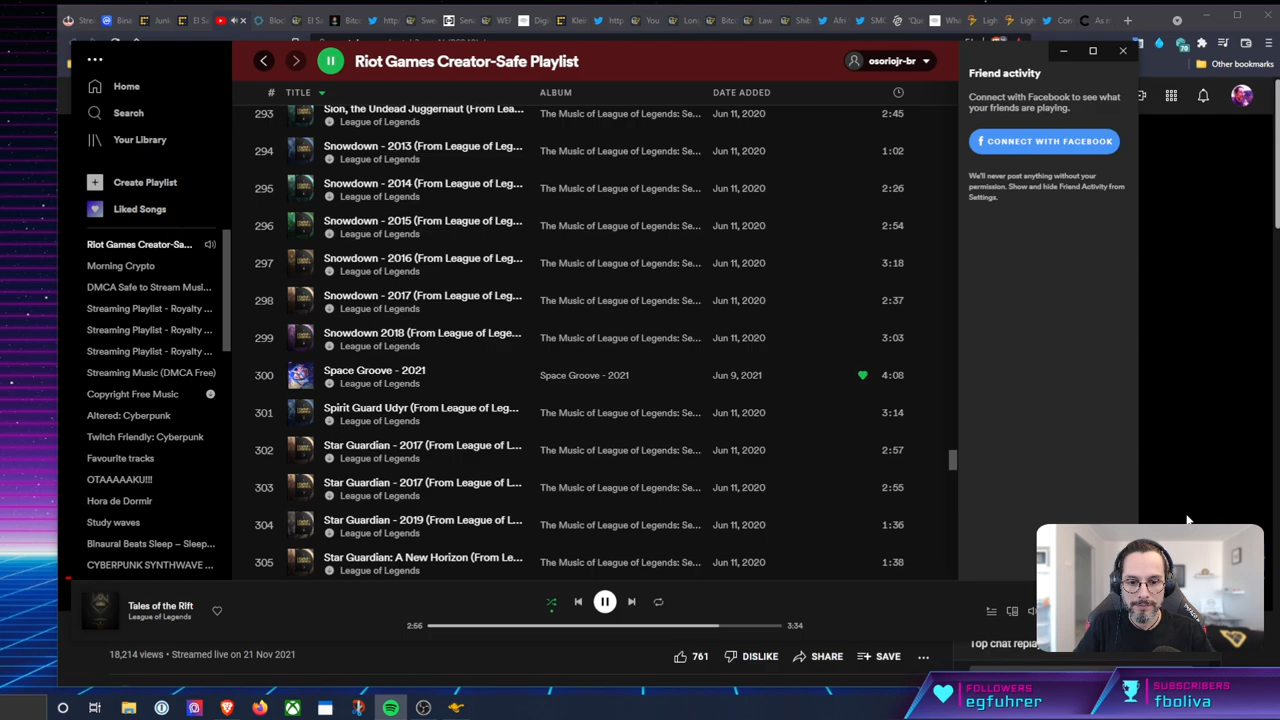 Riot Games Creator-Safe Playlist
osoriojr-br
Other bookmarks
Home
Search
Your Library
Create Playlist
Liked Songs
Riot Games Creator-Sa...
Morning Crypto
DMCA Safe to Stream Musi...
Streaming Playlist - Royalty ...
Streaming Playlist - Royalty ...
Streaming Playlist - Royalty ...
Streaming Music (DMCA Free)
Copyright Free Music
Altered: Cyberpunk
Twitch Friendly: Cyberpunk
Favourite tracks
OTAAAAAKU!!!
Hora de Dormir
Study waves
Binaural Beats Sleep – Sleep...
CYBERPUNK SYNTHWAVE ...
# TITLE ALBUM DATE ADDED
293 Sion, the Undead Juggernaut (From Lea... The Music of League of Legends: Se... Jun 11, 2020 2:45
League of Legends
294 Snowdown - 2013 (From League of Leg... The Music of League of Legends: Se... Jun 11, 2020 1:02
League of Legends
295 Snowdown - 2014 (From League of Leg... The Music of League of Legends: Se... Jun 11, 2020 2:26
League of Legends
296 Snowdown - 2015 (From League of Leg... The Music of League of Legends: Se... Jun 11, 2020 2:54
League of Legends
297 Snowdown - 2016 (From League of Leg... The Music of League of Legends: Se... Jun 11, 2020 3:18
League of Legends
298 Snowdown - 2017 (From League of Leg... The Music of League of Legends: Se... Jun 11, 2020 2:37
League of Legends
299 Snowdown 2018 (From League of Lege... The Music of League of Legends: Se... Jun 11, 2020 3:03
League of Legends
300 Space Groove - 2021 Space Groove - 2021 Jun 9, 2021 4:08
League of Legends
301 Spirit Guard Udyr (From League of Leg... The Music of League of Legends: Se... Jun 11, 2020 3:14
League of Legends
302 Star Guardian - 2017 (From League of L... The Music of League of Legends: Se... Jun 11, 2020 2:57
League of Legends
303 Star Guardian - 2017 (From League of L... The Music of League of Legends: Se... Jun 11, 2020 2:55
League of Legends
304 Star Guardian - 2019 (From League of L... The Music of League of Legends: Se... Jun 11, 2020 1:36
League of Legends
305 Star Guardian: A New Horizon (From Le... The Music of League of Legends: Se... Jun 11, 2020 1:38
League of Legends
Friend activity
Connect with Facebook to see what
your friends are playing.
CONNECT WITH FACEBOOK
We'll never post anything without your
permission. Show and hide Friend Activity from
Settings.
Tales of the Rift
League of Legends
2:56 3:34
18,214 views • Streamed live on 21 Nov 2021
761 DISLIKE SHARE SAVE
Top chat replay
FOLLOWERS
egfuhrer
SUBSCRIBERS
fboliva